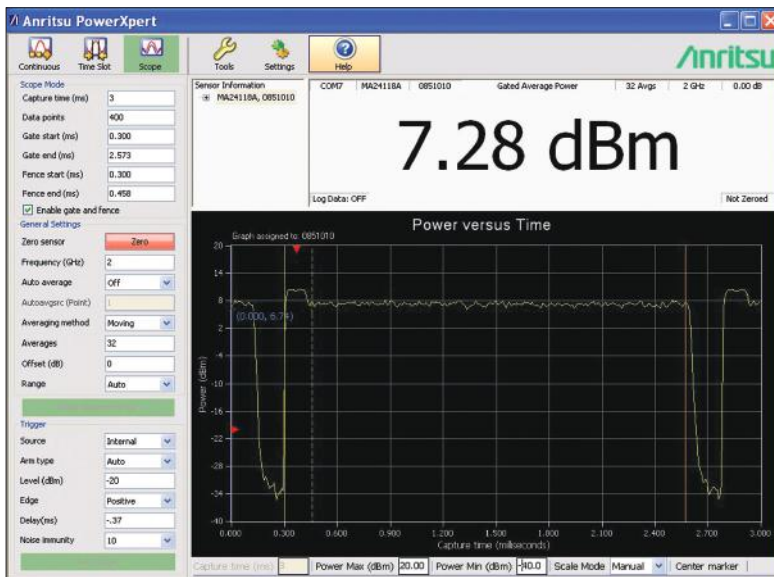 Anritsu PowerXpert
Continuous Time Slot Scope Tools Settings Help
Anritsu
Scope Mode
Capture time (ms) 3
Data points 400
Gate start (ms) 0.300
Gate end (ms) 2.573
Fence start (ms) 0.300
Fence end (ms) 0.458
Enable gate and fence
General Settings
Zero sensor Zero
Frequency (GHz) 2
Auto average Off
Autoavgsrc (Point) 1
Averaging method Moving
Averages 32
Offset (dB) 0
Range Auto
Trigger
Source Internal
Arm type Auto
Level (dBm) -20
Edge Positive
Delay(ms) -.37
Noise immunity 10
Sensor Information
MA24118A, 0851010
COM7 MA24118A 0851010 Gated Average Power 32 Avgs 2 GHz 0.00 dB
7.28 dBm
Log Data: OFF Not Zeroed
Power versus Time
Graph assigned to: 0851010
20
14
8
(0.000, 6.74)
2
-4
-10
-16
-22
-28
-34
-40
Power (dBm)
0.000 0.300 0.600 0.900 1.200 1.500 1.800 2.100 2.400 2.700 3.000
Capture time (milliseconds)
Capture time (ms) 3 Power Max (dBm) 20.00 Power Min (dBm) -40.0 Scale Mode Manual Center marker